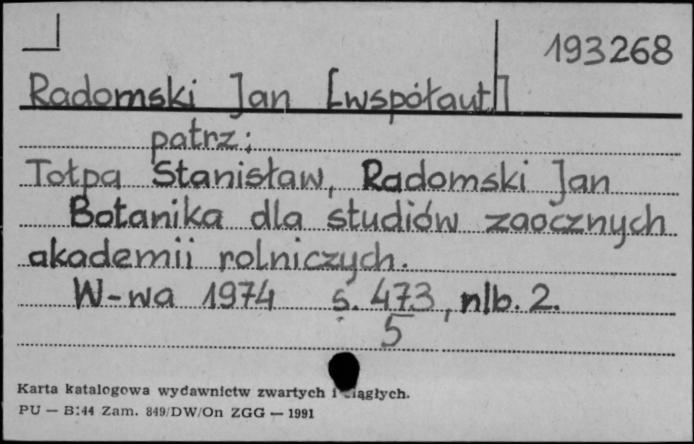 193268
Radomski Jan [współaut]
patrz:
Tołpa Stanisław, Radomski Jan
Botanika dla studiów zaocznych
akademii rolniczych.
W-wa 1974 s. 473, nlb. 2.
5
Karta katalogowa wydawnictw zwartych i ciągłych.
PU — B:44 Zam. 849/DW/On ZGG — 1991